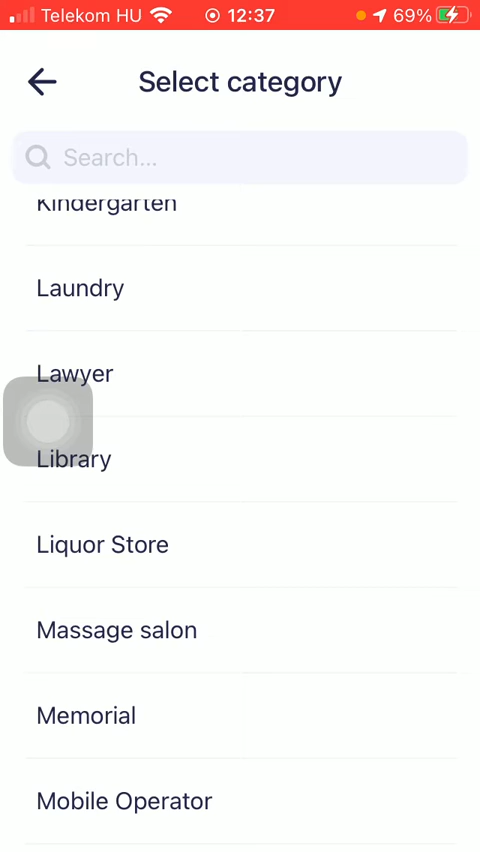 Telekom HU 12:37 69%
Select category
Search...
Kindergarten
Laundry
Lawyer
Library
Liquor Store
Massage salon
Memorial
Mobile Operator